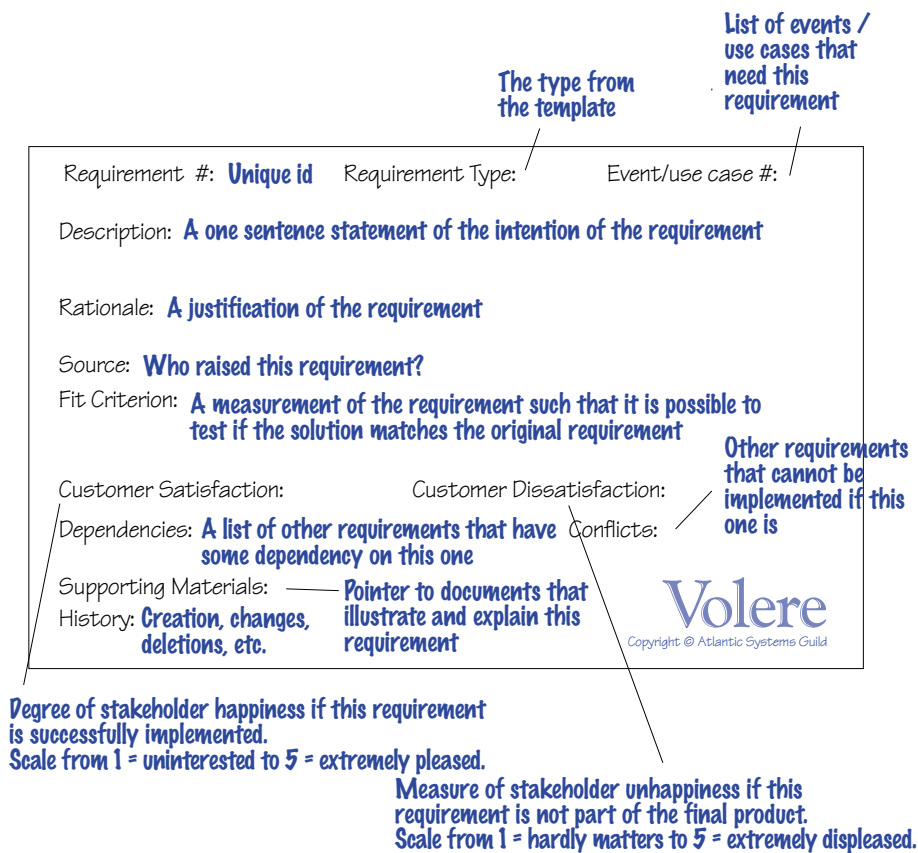 List of events /
use cases that
need this
requirement
The type from
the template
Requirement #: Unique id Requirement Type: Event/use case #:
Description: A one sentence statement of the intention of the requirement
Rationale: A justification of the requirement
Source: Who raised this requirement?
Fit Criterion: A measurement of the requirement such that it is possible to
test if the solution matches the original requirement
Other requirements
that cannot be
implemented if this
one is
Customer Satisfaction: Customer Dissatisfaction:
Dependencies: A list of other requirements that have
some dependency on this one
Conflicts:
Supporting Materials: Pointer to documents that
illustrate and explain this
requirement
History: Creation, changes,
deletions, etc.
Volere
Copyright © Atlantic Systems Guild
Degree of stakeholder happiness if this requirement
is successfully implemented.
Scale from 1 = uninterested to 5 = extremely pleased.
Measure of stakeholder unhappiness if this
requirement is not part of the final product.
Scale from 1 = hardly matters to 5 = extremely displeased.